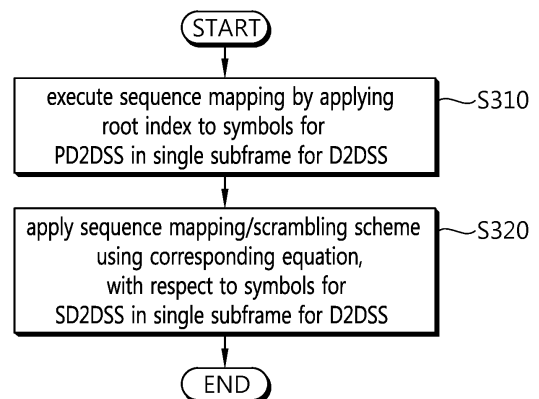 START
execute sequence mapping by applying
root index to symbols for
PD2DSS in single subframe for D2DSS
S310
apply sequence mapping/scrambling scheme
using corresponding equation,
with respect to symbols for
SD2DSS in single subframe for D2DSS
S320
END